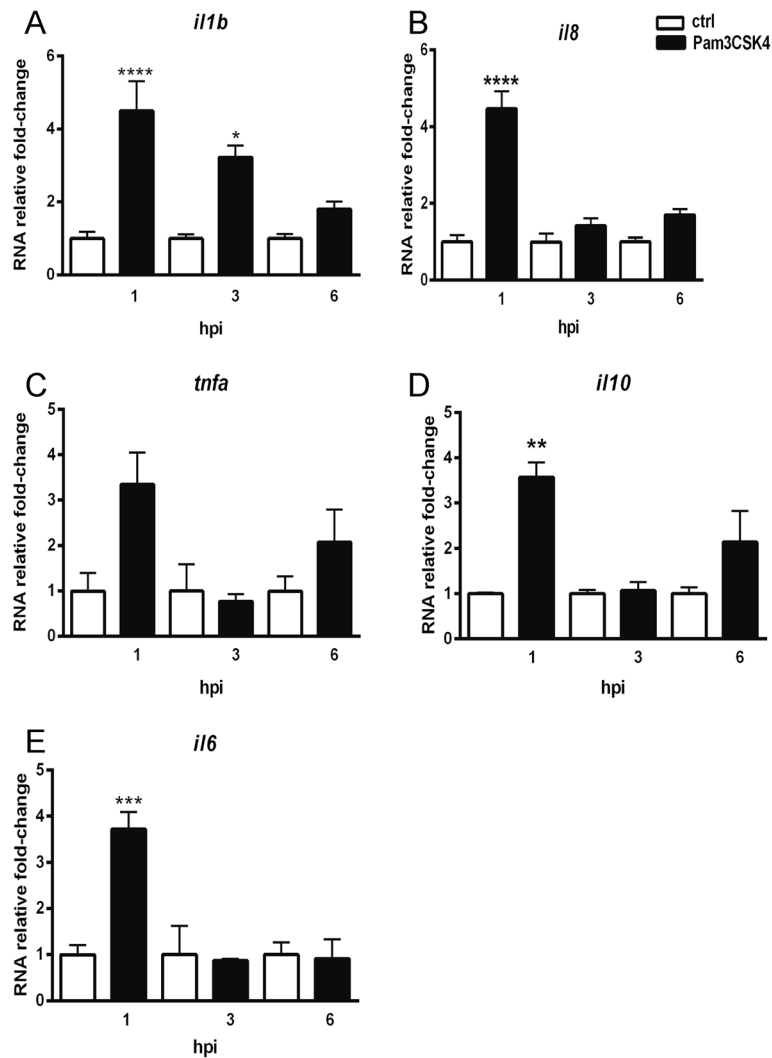 A
il1b
RNA relative fold-change
6
4
2
0
****
*
1 3 6
hpi
B
il8
ctrl
Pam3CSK4
RNA relative fold-change
6
4
2
0
****
1 3 6
hpi
C
tnfa
RNA relative fold-change
5
4
3
2
1
0
1 3 6
hpi
D
il10
RNA relative fold-change
5
4
3
2
1
0
**
1 3 6
hpi
E
il6
RNA relative fold-change
5
4
3
2
1
0
***
1 3 6
hpi